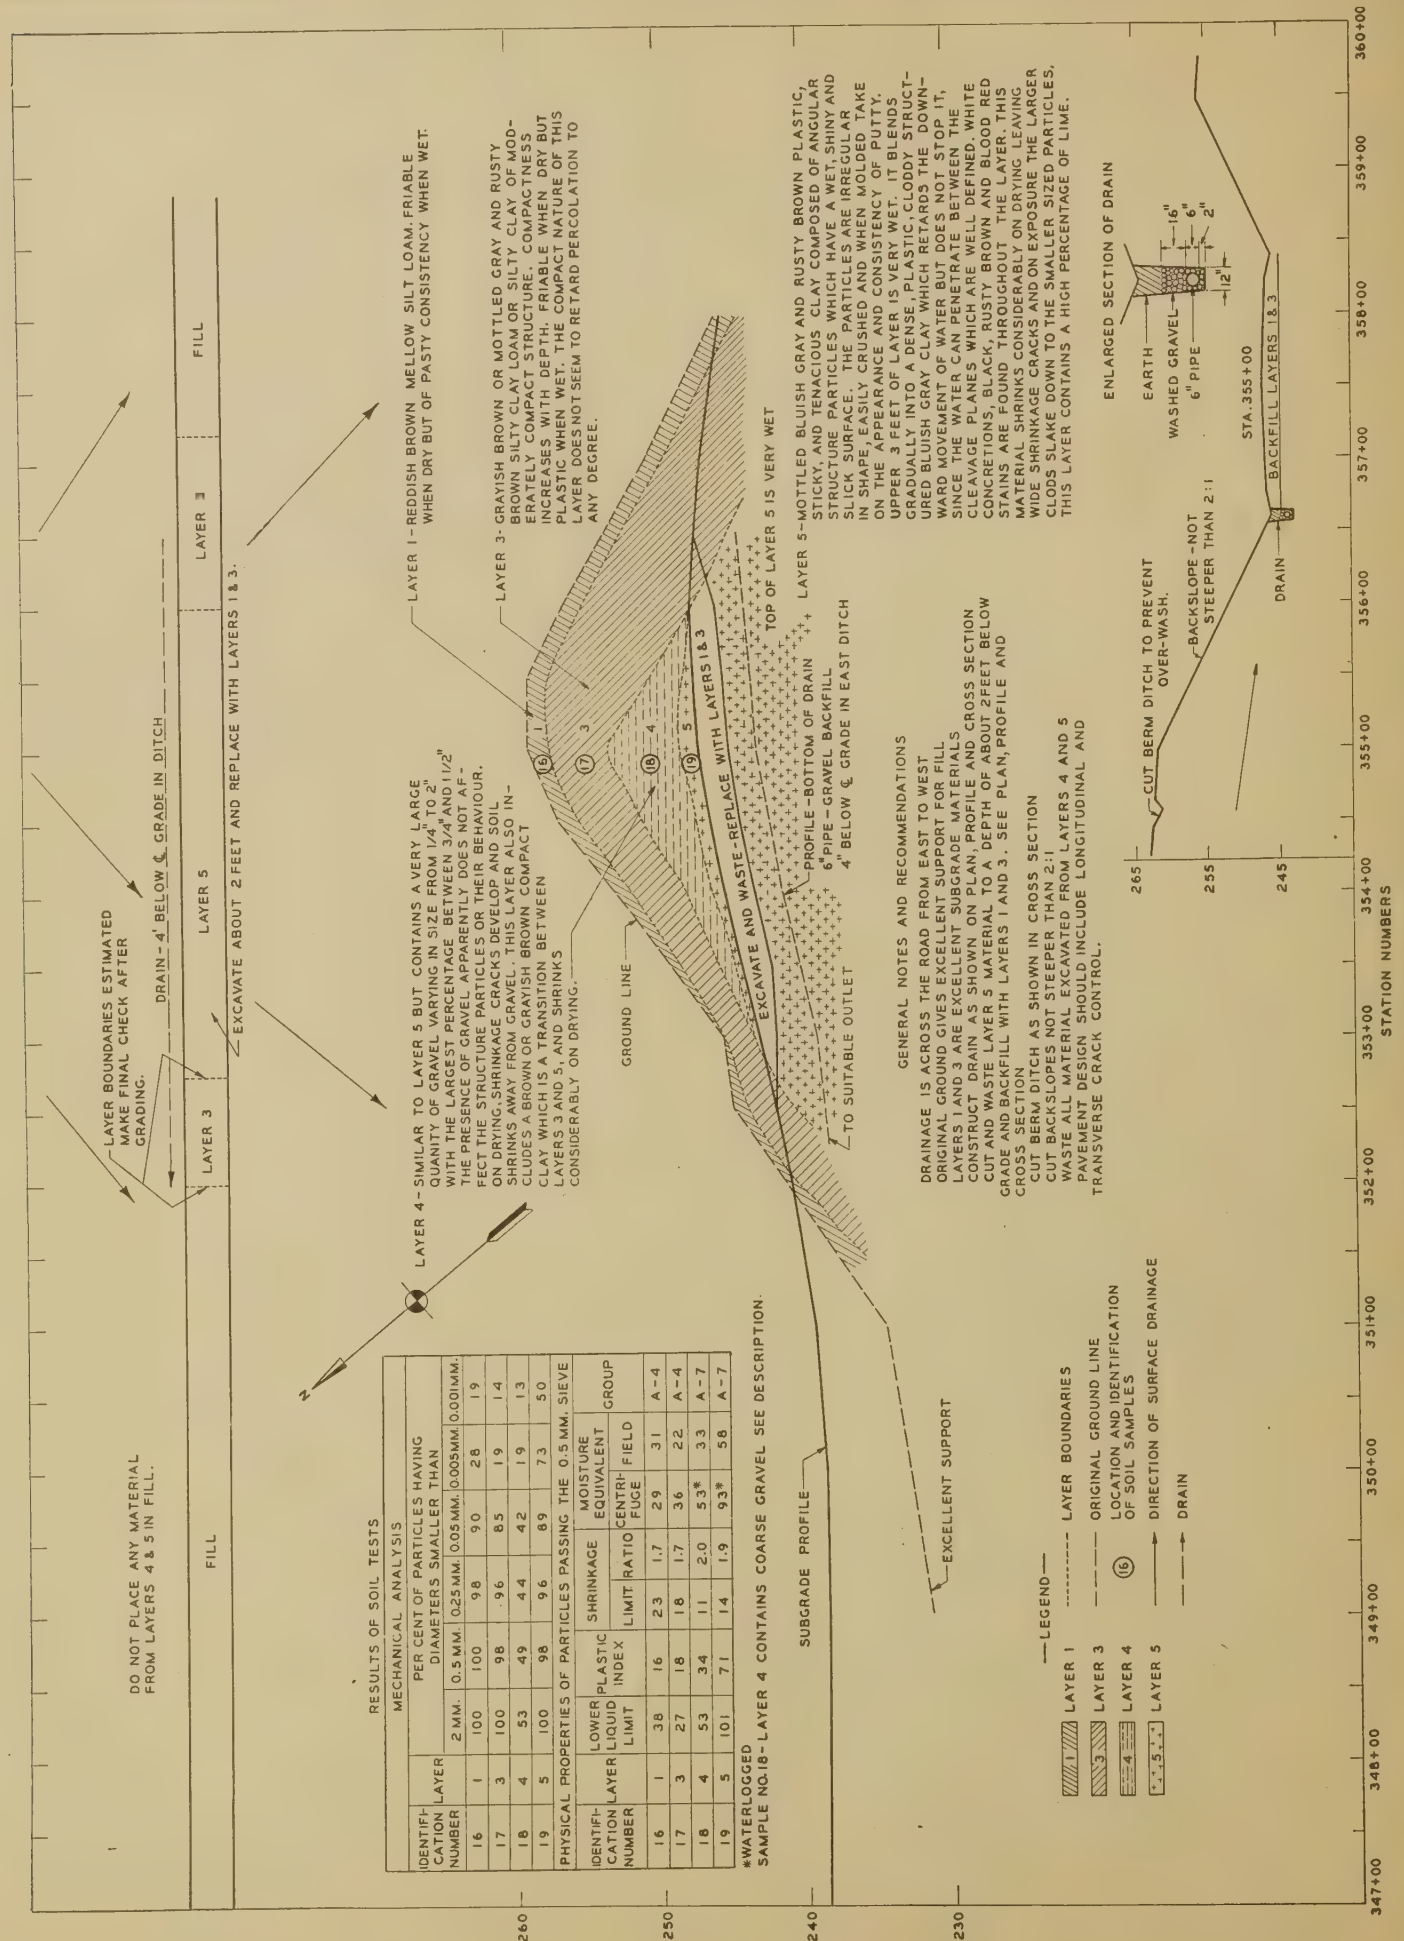 DO NOT PLACE ANY MATERIAL
FROM LAYERS 4 & 5 IN FILL.
LAYER BOUNDARIES ESTIMATED
MAKE FINAL CHECK AFTER
GRADING.
DRAIN - 4' BELOW ℄ GRADE IN DITCH
FILL
LAYER 3
LAYER 5
LAYER 3
FILL
EXCAVATE ABOUT 2 FEET AND REPLACE WITH LAYERS 1 & 3.
RESULTS OF SOIL TESTS
MECHANICAL ANALYSIS
IDENTIFI-CATION NUMBER LAYER PER CENT OF PARTICLES HAVING DIAMETERS SMALLER THAN
2 MM. 0.5 MM. 0.25 MM. 0.05 MM. 0.005 MM. 0.001 MM.
16 1 100 100 98 90 28 19
17 3 100 98 96 85 19 14
18 4 53 49 44 42 19 13
19 5 100 98 96 89 73 50
PHYSICAL PROPERTIES OF PARTICLES PASSING THE 0.5 MM. SIEVE
IDENTIFI-CATION NUMBER LAYER LOWER LIQUID LIMIT PLASTIC INDEX SHRINKAGE LIMIT RATIO MOISTURE EQUIVALENT CENTRI-FUGE FIELD GROUP
16 1 38 16 23 1.7 29 31 A-4
17 3 27 18 18 1.7 36 22 A-4
18 4 53 34 11 2.0 53* 33 A-7
19 5 101 71 14 1.9 93* 58 A-7
*WATERLOGGED
SAMPLE NO.18 - LAYER 4 CONTAINS COARSE GRAVEL SEE DESCRIPTION.
N
LAYER 4 - SIMILAR TO LAYER 5 BUT CONTAINS A VERY LARGE
QUANTITY OF GRAVEL VARYING IN SIZE FROM 1/4" TO 2"
WITH THE LARGEST PERCENTAGE BETWEEN 3/4" AND 1 1/2"
THE PRESENCE OF GRAVEL APPARENTLY DOES NOT AF-
FECT THE STRUCTURE PARTICLES OR THEIR BEHAVIOUR.
ON DRYING, SHRINKAGE CRACKS DEVELOP AND SOIL
SHRINKS AWAY FROM GRAVEL. THIS LAYER ALSO IN-
CLUDES A BROWN OR GRAYISH BROWN COMPACT
CLAY WHICH IS A TRANSITION BETWEEN
LAYERS 3 AND 5, AND SHRINKS
CONSIDERABLY ON DRYING.
LAYER 1 - REDDISH BROWN MELLOW SILT LOAM. FRIABLE
WHEN DRY BUT OF PASTY CONSISTENCY WHEN WET.
LAYER 3 - GRAYISH BROWN OR MOTTLED GRAY AND RUSTY
BROWN SILTY CLAY LOAM OR SILTY CLAY OF MOD-
ERATELY COMPACT STRUCTURE. COMPACTNESS
INCREASES WITH DEPTH. FRIABLE WHEN DRY BUT
PLASTIC WHEN WET. THE COMPACT NATURE OF THIS
LAYER DOES NOT SEEM TO RETARD PERCOLATION TO
ANY DEGREE.
GROUND LINE
16 1
17 3
18 4
19 5
EXCAVATE AND WASTE-REPLACE WITH LAYERS 1 & 3
TOP OF LAYER 5 IS VERY WET
PROFILE - BOTTOM OF DRAIN
6" PIPE - GRAVEL BACKFILL
4" BELOW ℄ GRADE IN EAST DITCH
TO SUITABLE OUTLET
LAYER 5 - MOTTLED BLUISH GRAY AND RUSTY BROWN PLASTIC,
STICKY, AND TENACIOUS CLAY COMPOSED OF ANGULAR
STRUCTURE PARTICLES WHICH HAVE A WET, SHINY AND
SLICK SURFACE. THE PARTICLES ARE IRREGULAR
IN SHAPE, EASILY CRUSHED AND WHEN MOLDED TAKE
ON THE APPEARANCE AND CONSISTENCY OF PUTTY.
UPPER 3 FEET OF LAYER IS VERY WET. IT BLENDS
GRADUALLY INTO A DENSE, PLASTIC, CLODDY STRUCT-
URED BLUISH GRAY CLAY WHICH RETARDS THE DOWN-
WARD MOVEMENT OF WATER BUT DOES NOT STOP IT,
SINCE THE WATER CAN PENETRATE BETWEEN THE
CLEAVAGE PLANES WHICH ARE WELL DEFINED. WHITE
CONCRETIONS, BLACK, RUSTY BROWN AND BLOOD RED
STAINS ARE FOUND THROUGHOUT THE LAYER. THIS
MATERIAL SHRINKS CONSIDERABLY ON DRYING LEAVING
WIDE SHRINKAGE CRACKS AND ON EXPOSURE THE LARGER
CLODS SLAKE DOWN TO THE SMALLER SIZED PARTICLES.
THIS LAYER CONTAINS A HIGH PERCENTAGE OF LIME.
260
250
240
230
SUBGRADE PROFILE
EXCELLENT SUPPORT
GENERAL NOTES AND RECOMMENDATIONS
DRAINAGE IS ACROSS THE ROAD FROM EAST TO WEST
ORIGINAL GROUND GIVES EXCELLENT SUPPORT FOR FILL
LAYERS 1 AND 3 ARE EXCELLENT SUBGRADE MATERIALS
CONSTRUCT DRAIN AS SHOWN ON PLAN, PROFILE AND CROSS SECTION
CUT AND WASTE LAYER 5 MATERIAL TO A DEPTH OF ABOUT 2 FEET BELOW
GRADE AND BACKFILL WITH LAYERS 1 AND 3. SEE PLAN, PROFILE AND
CROSS SECTION
CUT BERM DITCH AS SHOWN IN CROSS SECTION
CUT BACKSLOPES NOT STEEPER THAN 2:1
WASTE ALL MATERIAL EXCAVATED FROM LAYERS 4 AND 5
PAVEMENT DESIGN SHOULD INCLUDE LONGITUDINAL AND
TRANSVERSE CRACK CONTROL.
LEGEND
1 LAYER 1
3 LAYER 3
4 LAYER 4
5 LAYER 5
LAYER BOUNDARIES
ORIGINAL GROUND LINE
16 LOCATION AND IDENTIFICATION
OF SOIL SAMPLES
DIRECTION OF SURFACE DRAINAGE
DRAIN
ENLARGED SECTION OF DRAIN
EARTH
WASHED GRAVEL
6" PIPE
16"
6"
2"
12"
STA. 355+00
265
255
245
CUT BERM DITCH TO PREVENT
OVER-WASH.
BACKSLOPE - NOT
STEEPER THAN 2:1
DRAIN
BACKFILL LAYERS 1 & 3
347+00 348+00 349+00 350+00 351+00 352+00 353+00 354+00 355+00 356+00 357+00 358+00 359+00 360+00
STATION NUMBERS